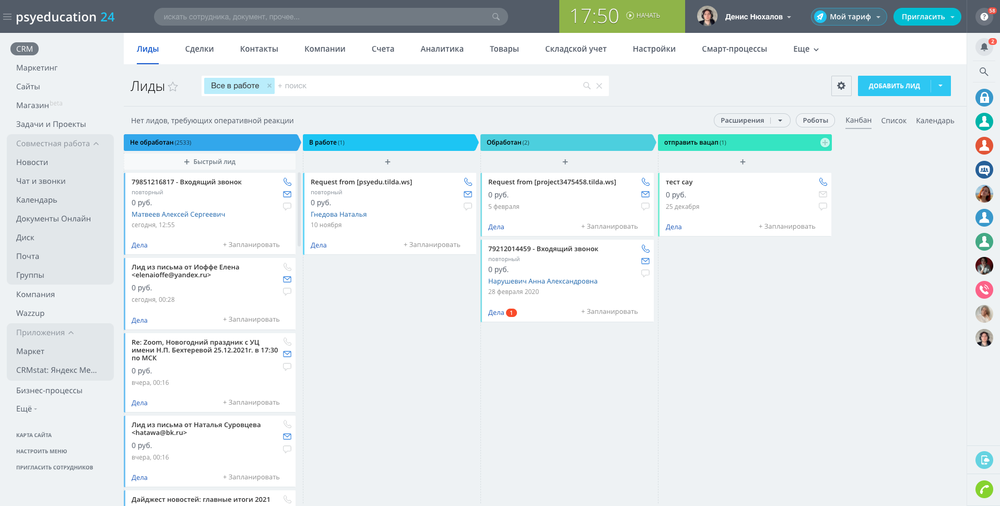 psyeducation 24
искать сотрудника, документ, прочее...
17:50
НАЧАТЬ
Денис Нюхалов
Мой тариф
Пригласить
58
2
CRM
Маркетинг
Сайты
Магазин beta
Задачи и Проекты
Совместная работа
Новости
Чат и звонки
Календарь
Документы Онлайн
Диск
Почта
Группы
Компания
Wazzup
Приложения
Маркет
CRMstat: Яндекс Ме...
Бизнес-процессы
Ещё
КАРТА САЙТА
НАСТРОИТЬ МЕНЮ
ПРИГЛАСИТЬ СОТРУДНИКОВ
Лиды
Сделки
Контакты
Компании
Счета
Аналитика
Товары
Складской учет
Настройки
Смарт-процессы
Еще
Лиды
Все в работе
+ поиск
ДОБАВИТЬ ЛИД
Нет лидов, требующих оперативной реакции
Расширения
Роботы
Канбан
Список
Календарь
Не обработан (2533)
+ Быстрый лид
79851216817 - Входящий звонок
повторный
0 руб.
Матвеев Алексей Сергеевич
сегодня, 12:55
Дела
+ Запланировать
Лид из письма от Иоффе Елена
<elenaioffe@yandex.ru>
0 руб.
сегодня, 00:28
Дела
+ Запланировать
Re: Zoom, Новогодний праздник с УЦ
имени Н.П. Бехтеревой 25.12.2021г. в 17:30
по МСК
0 руб.
вчера, 00:16
Дела
+ Запланировать
Лид из письма от Наталья Суровцева
<hatawa@bk.ru>
0 руб.
вчера, 00:16
Дела
+ Запланировать
Дайджест новостей: главные итоги 2021
В работе (1)
+
Request from [psyedu.tilda.ws]
повторный
0 руб.
Гнедова Наталья
10 ноября
Дела
+ Запланировать
Обработан (2)
+
Request from [project3475458.tilda.ws]
0 руб.
5 февраля
Дела
+ Запланировать
79212014459 - Входящий звонок
повторный
0 руб.
Нарушевич Анна Александровна
28 февраля 2020
Дела 1
+ Запланировать
отправить вацап (1)
+
тест сау
0 руб.
25 декабря
Дела
+ Запланировать